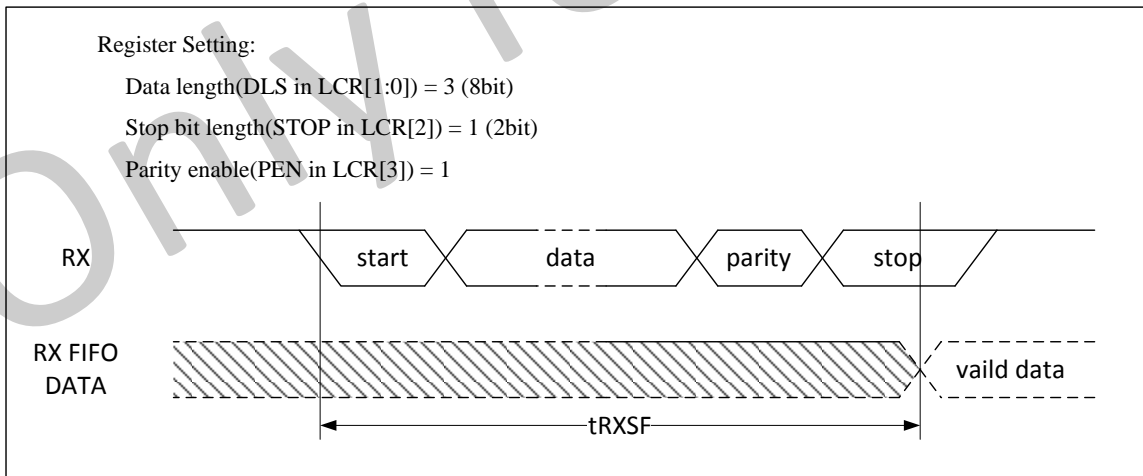 Only fo
Register Setting:
Data length(DLS in LCR[1:0]) = 3 (8bit)
Stop bit length(STOP in LCR[2]) = 1 (2bit)
Parity enable(PEN in LCR[3]) = 1
RX start data parity stop
RX FIFO
DATA
vaild data
tRXSF